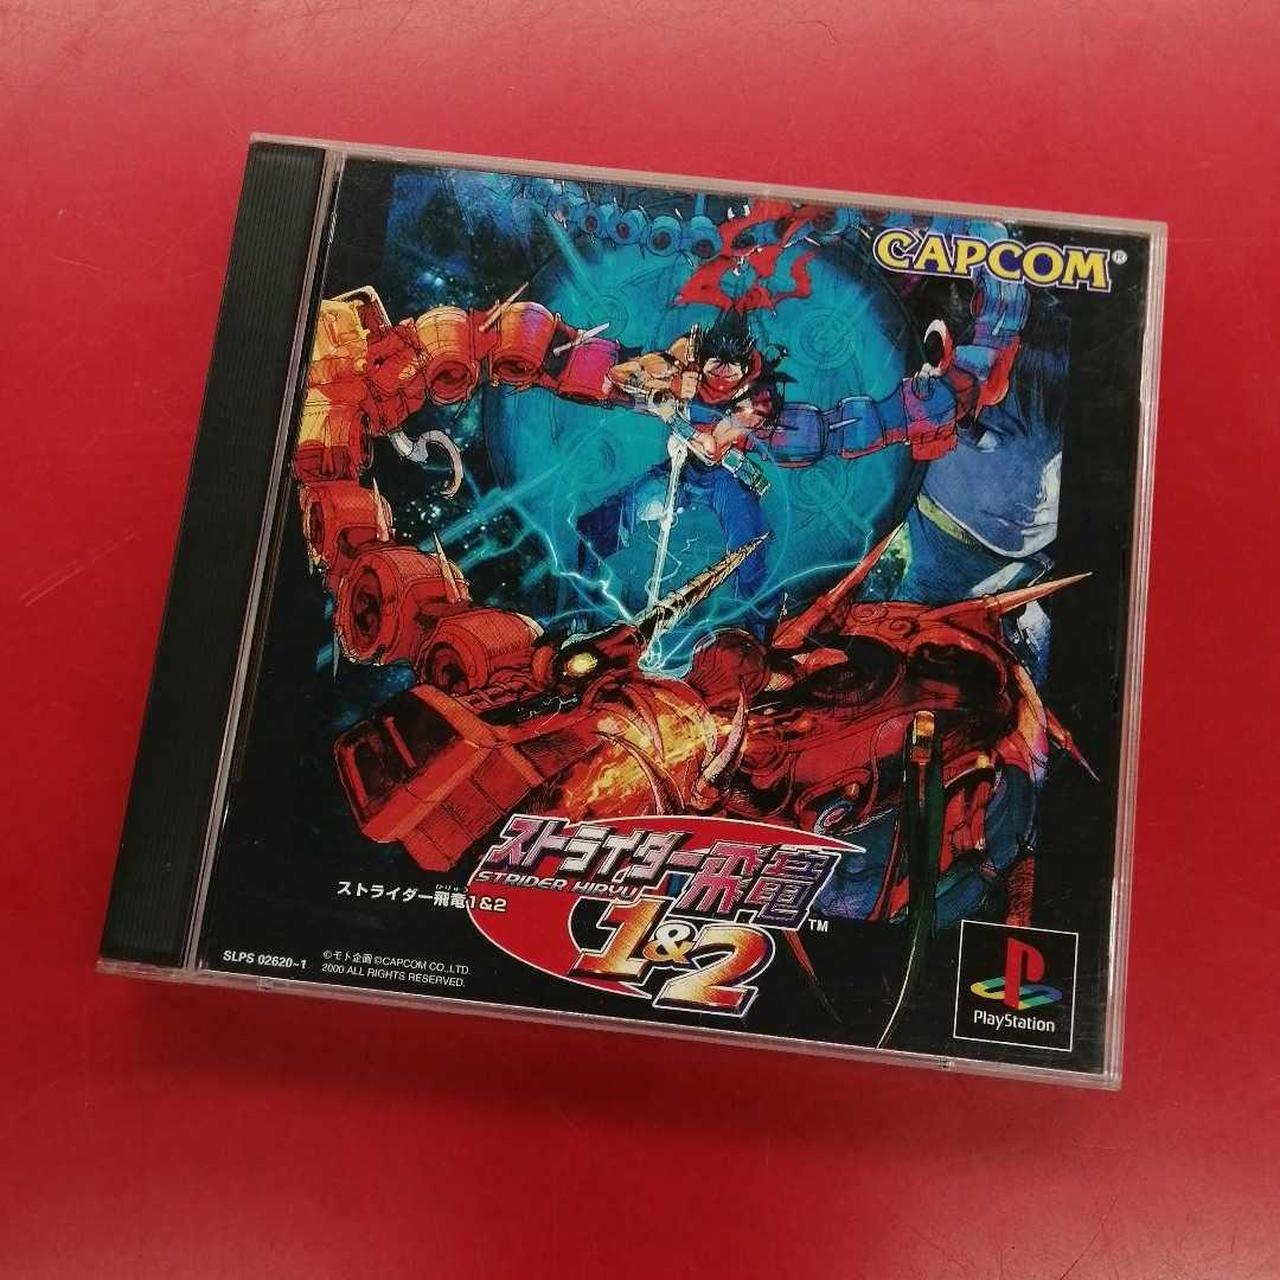 CAPCOM®
ストライダー飛竜
STRIDER HIRYU
1&2™
ひりゅう
ストライダー飛竜1&2
SLPS 02620~1
©モト企画 ©CAPCOM CO.,LTD.
2000 ALL RIGHTS RESERVED.
PlayStation